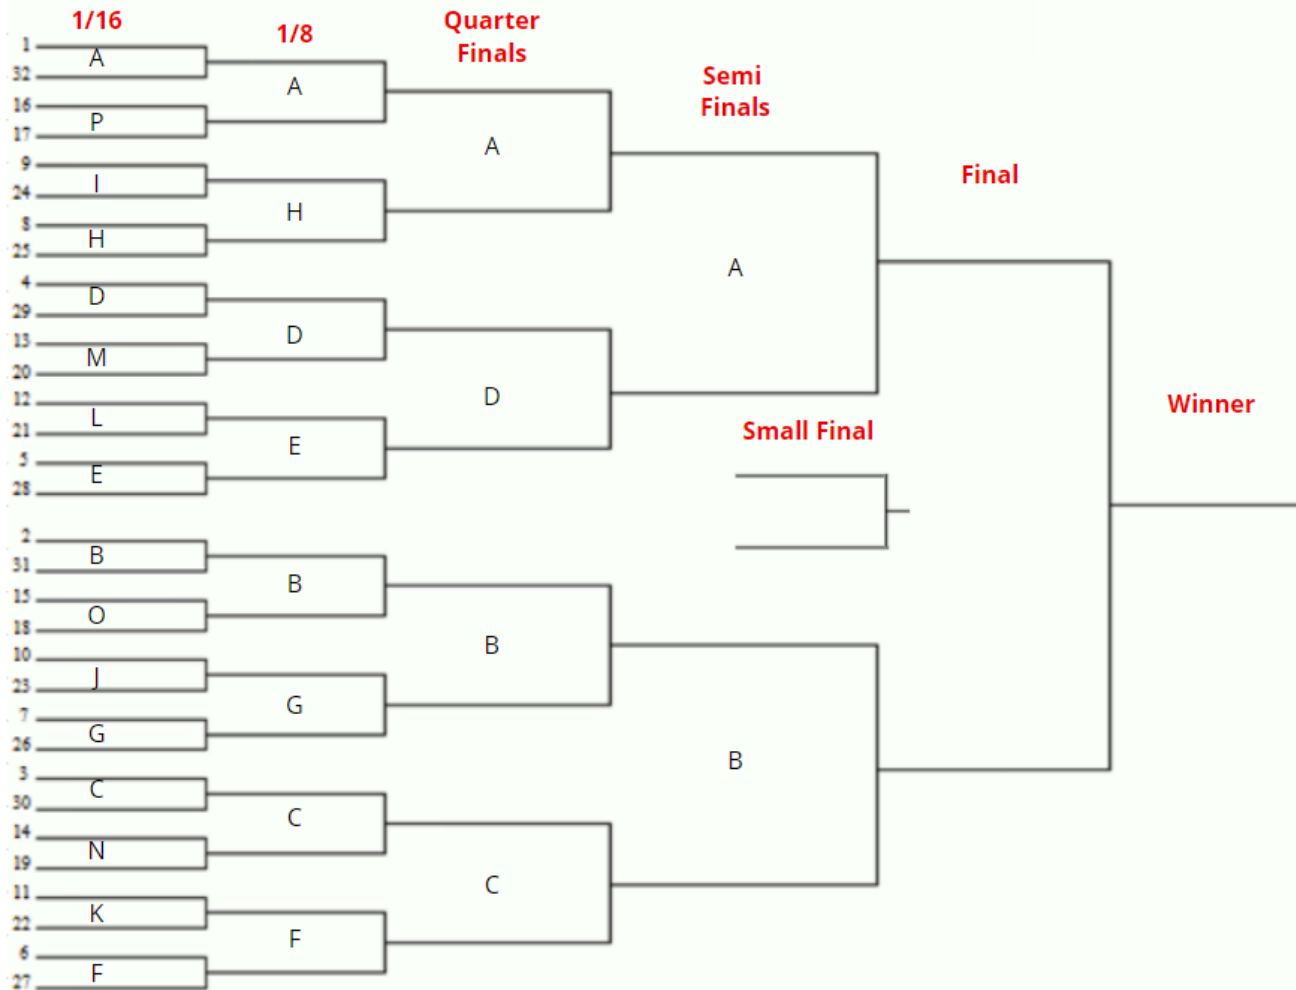 1/16
1/8
Quarter
Finals
Semi
Finals
Final
Winner
Small Final
1
A
32
16
P
17
9
I
24
8
H
25
4
D
29
13
M
20
12
L
21
5
E
28
2
B
31
15
O
18
10
J
23
7
G
26
3
C
30
14
N
19
11
K
22
6
F
27
A
H
D
E
B
G
C
F
A
D
B
C
A
B